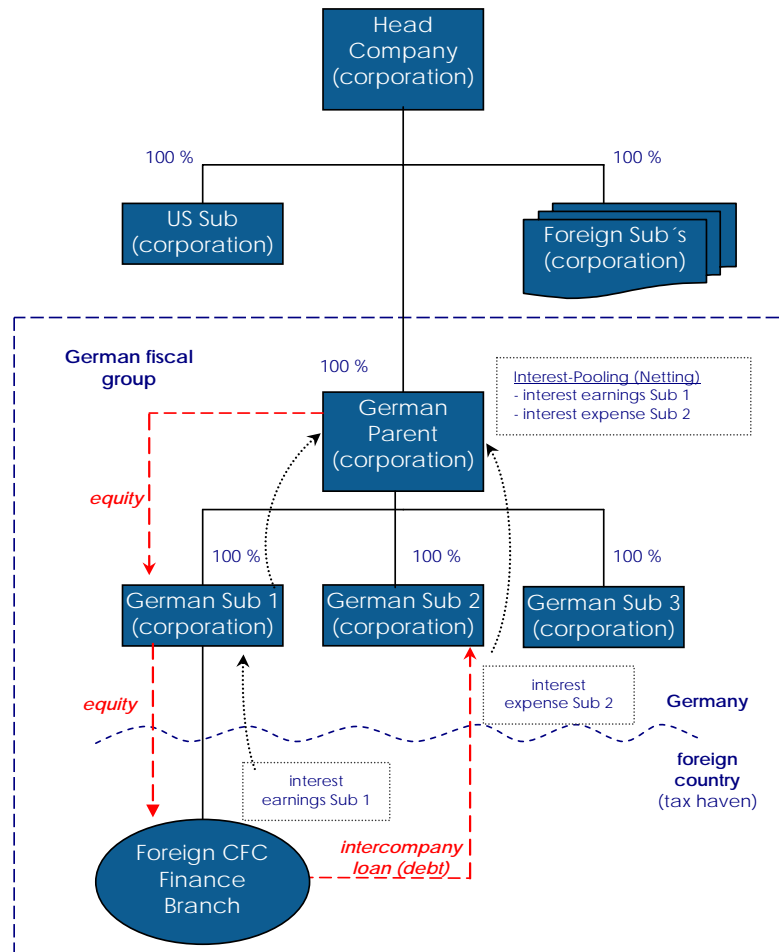 Head
Company
(corporation)
100 %
100 %
US Sub
(corporation)
Foreign Sub´s
(corporation)
German fiscal
group
100 %
Interest-Pooling (Netting)
- interest earnings Sub 1
- interest expense Sub 2
German
Parent
(corporation)
equity
100 %
100 %
100 %
German Sub 1
(corporation)
German Sub 2
(corporation)
German Sub 3
(corporation)
interest
expense Sub 2
equity
Germany
foreign
country
(tax haven)
interest
earnings Sub 1
Foreign CFC
Finance
Branch
intercompany
loan (debt)